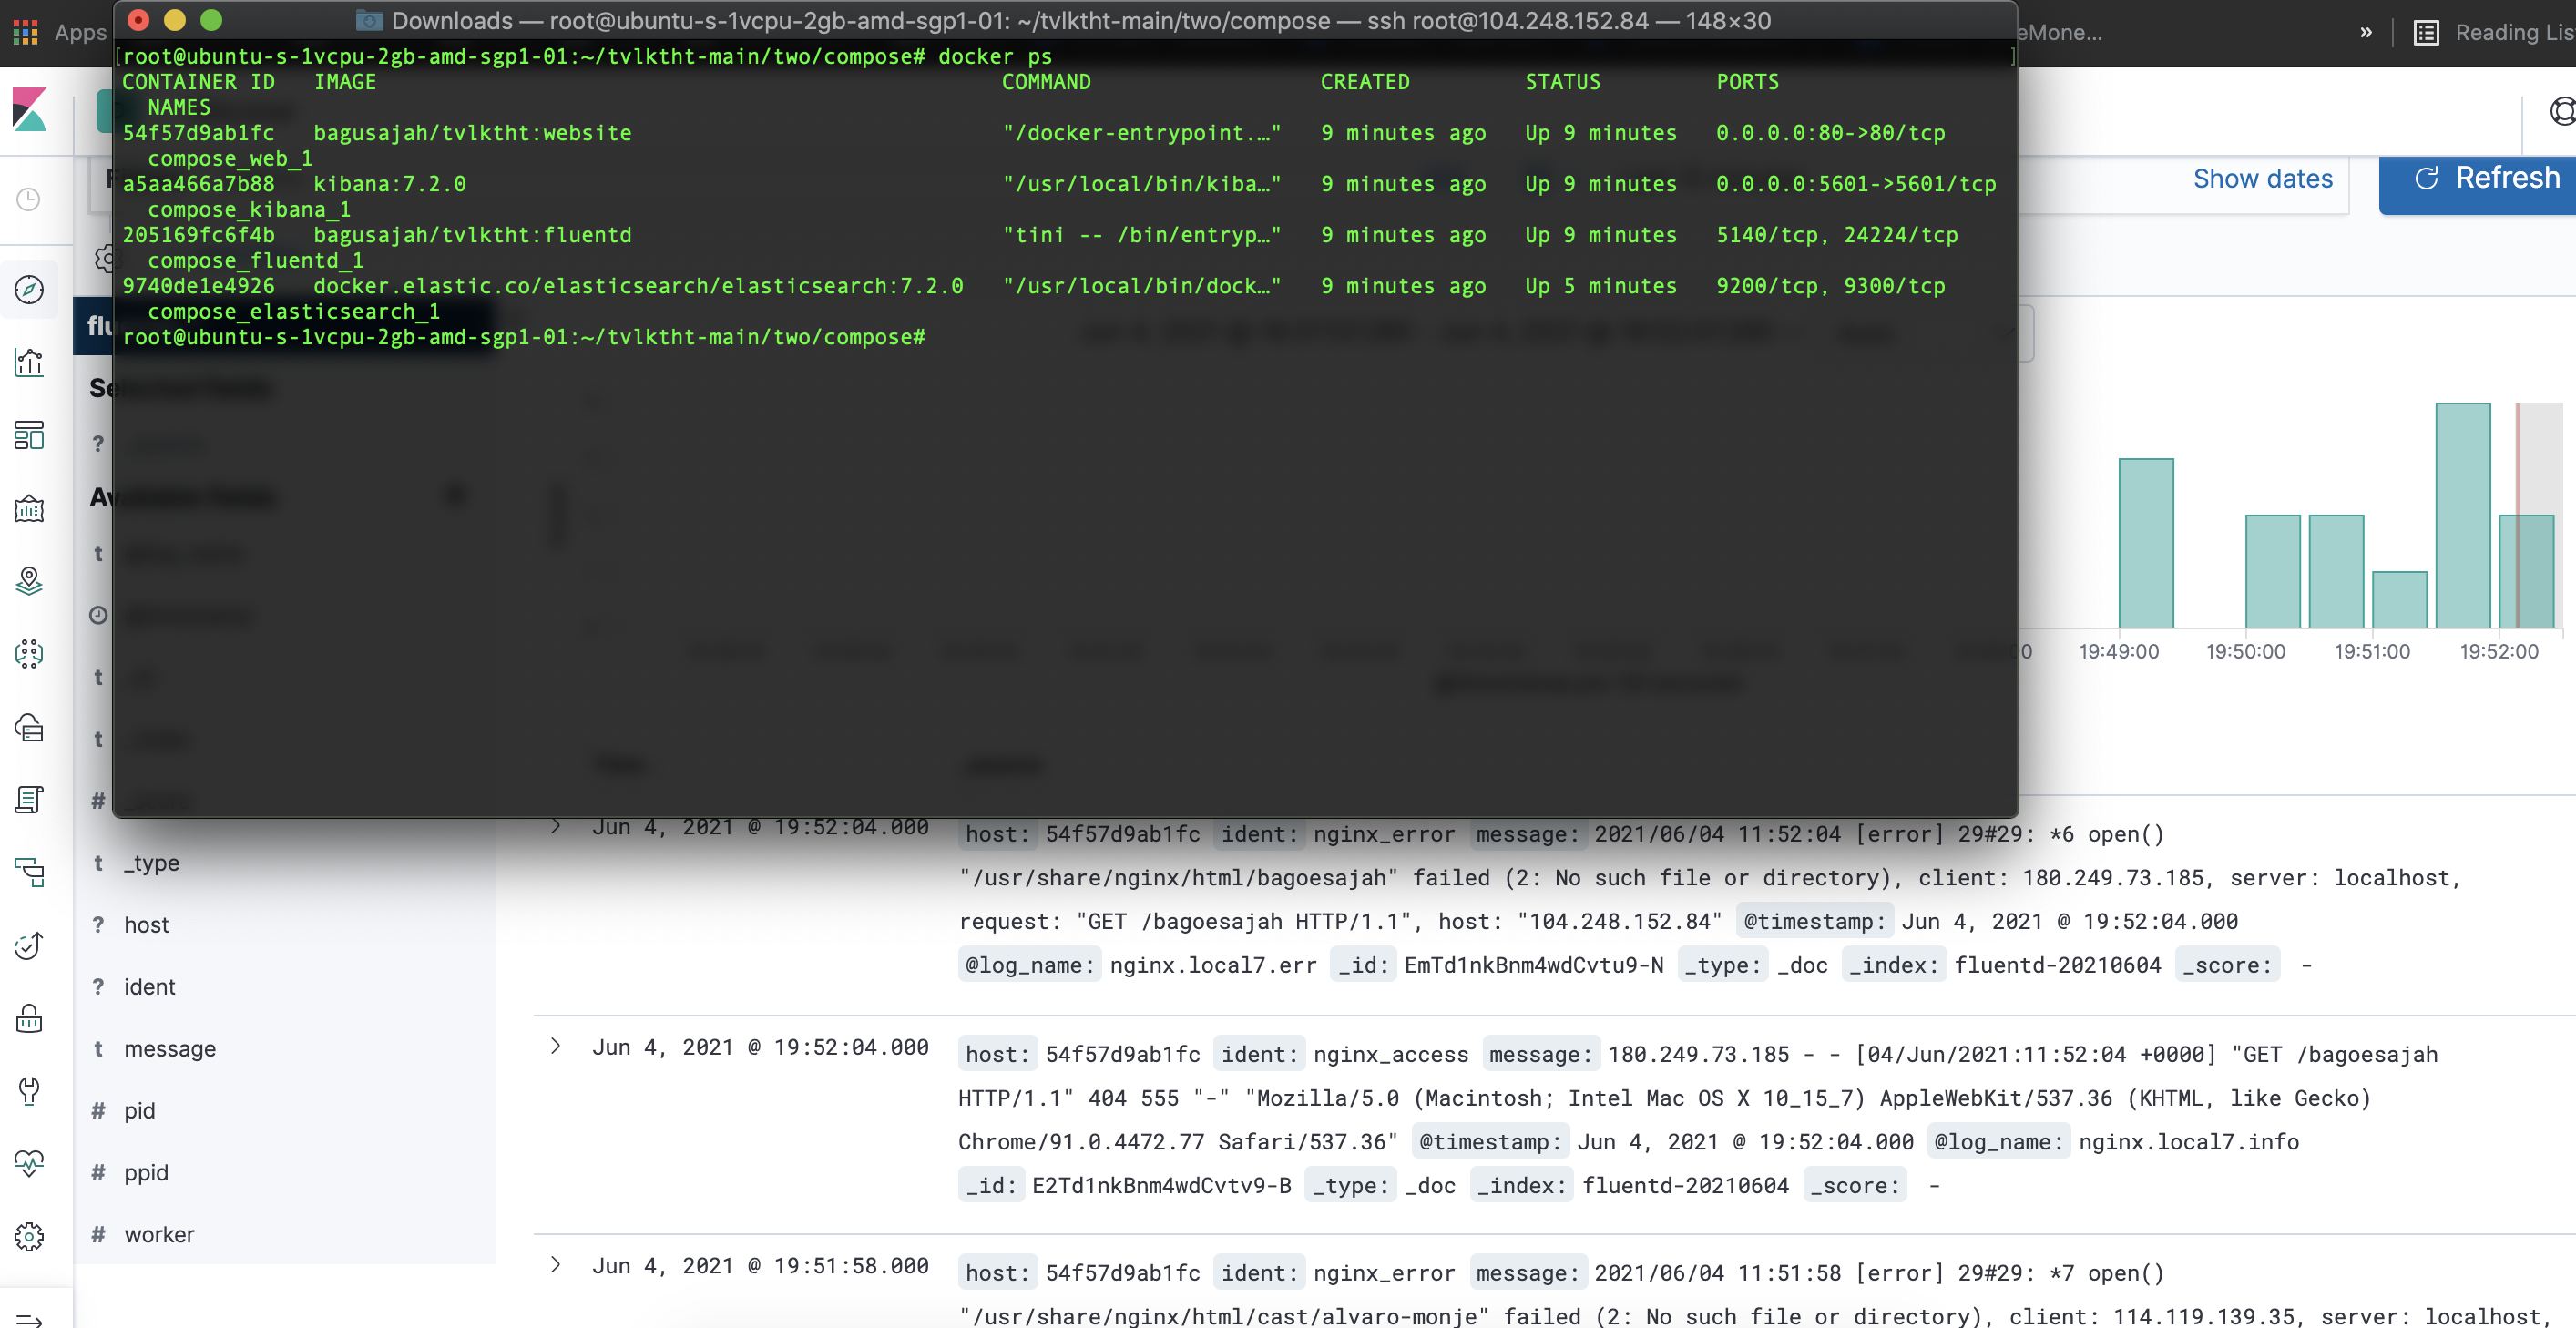 Apps
Downloads — root@ubuntu-s-1vcpu-2gb-amd-sgp1-01: ~/tvlktht-main/two/compose — ssh root@104.248.152.84 — 148×30
eMone...
»
Reading Lis
[root@ubuntu-s-1vcpu-2gb-amd-sgp1-01:~/tvlktht-main/two/compose# docker ps ]
CONTAINER ID IMAGE COMMAND CREATED STATUS PORTS
NAMES
54f57d9ab1fc bagusajah/tvlktht:website "/docker-entrypoint.…" 9 minutes ago Up 9 minutes 0.0.0.0:80->80/tcp
compose_web_1
a5aa466a7b88 kibana:7.2.0 "/usr/local/bin/kiba…" 9 minutes ago Up 9 minutes 0.0.0.0:5601->5601/tcp
compose_kibana_1
205169fc6f4b bagusajah/tvlktht:fluentd "tini -- /bin/entryp…" 9 minutes ago Up 9 minutes 5140/tcp, 24224/tcp
compose_fluentd_1
9740de1e4926 docker.elastic.co/elasticsearch/elasticsearch:7.2.0 "/usr/local/bin/dock…" 9 minutes ago Up 5 minutes 9200/tcp, 9300/tcp
compose_elasticsearch_1
root@ubuntu-s-1vcpu-2gb-amd-sgp1-01:~/tvlktht-main/two/compose#
Show dates
Refresh
flu
Se
?
Av
t
t
t
#
t _type
? host
? ident
t message
# pid
# ppid
# worker
0 19:49:00 19:50:00 19:51:00 19:52:00
Jun 4, 2021 @ 19:52:04.000 host: 54f57d9ab1fc ident: nginx_error message: 2021/06/04 11:52:04 [error] 29#29: *6 open()
"/usr/share/nginx/html/bagoesajah" failed (2: No such file or directory), client: 180.249.73.185, server: localhost,
request: "GET /bagoesajah HTTP/1.1", host: "104.248.152.84" @timestamp: Jun 4, 2021 @ 19:52:04.000
@log_name: nginx.local7.err _id: EmTd1nkBnm4wdCvtu9-N _type: _doc _index: fluentd-20210604 _score: -
Jun 4, 2021 @ 19:52:04.000 host: 54f57d9ab1fc ident: nginx_access message: 180.249.73.185 - - [04/Jun/2021:11:52:04 +0000] "GET /bagoesajah
HTTP/1.1" 404 555 "-" "Mozilla/5.0 (Macintosh; Intel Mac OS X 10_15_7) AppleWebKit/537.36 (KHTML, like Gecko)
Chrome/91.0.4472.77 Safari/537.36" @timestamp: Jun 4, 2021 @ 19:52:04.000 @log_name: nginx.local7.info
_id: E2Td1nkBnm4wdCvtv9-B _type: _doc _index: fluentd-20210604 _score: -
Jun 4, 2021 @ 19:51:58.000 host: 54f57d9ab1fc ident: nginx_error message: 2021/06/04 11:51:58 [error] 29#29: *7 open()
"/usr/share/nginx/html/cast/alvaro-monje" failed (2: No such file or directory), client: 114.119.139.35, server: localhost,